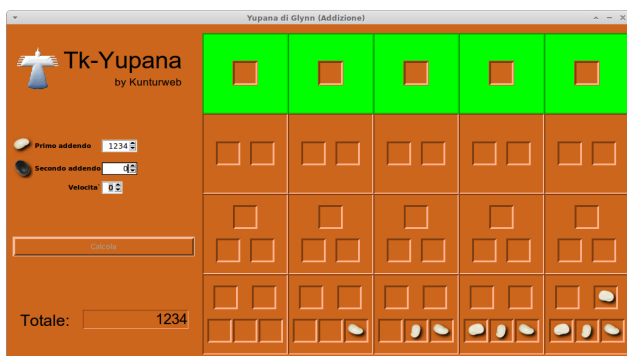 Yupana di Glynn (Addizione)
Tk-Yupana
by Kunturweb
Primo addendo 1234
Secondo addendo 0
Velocita' 0
Calcola
Totale: 1234